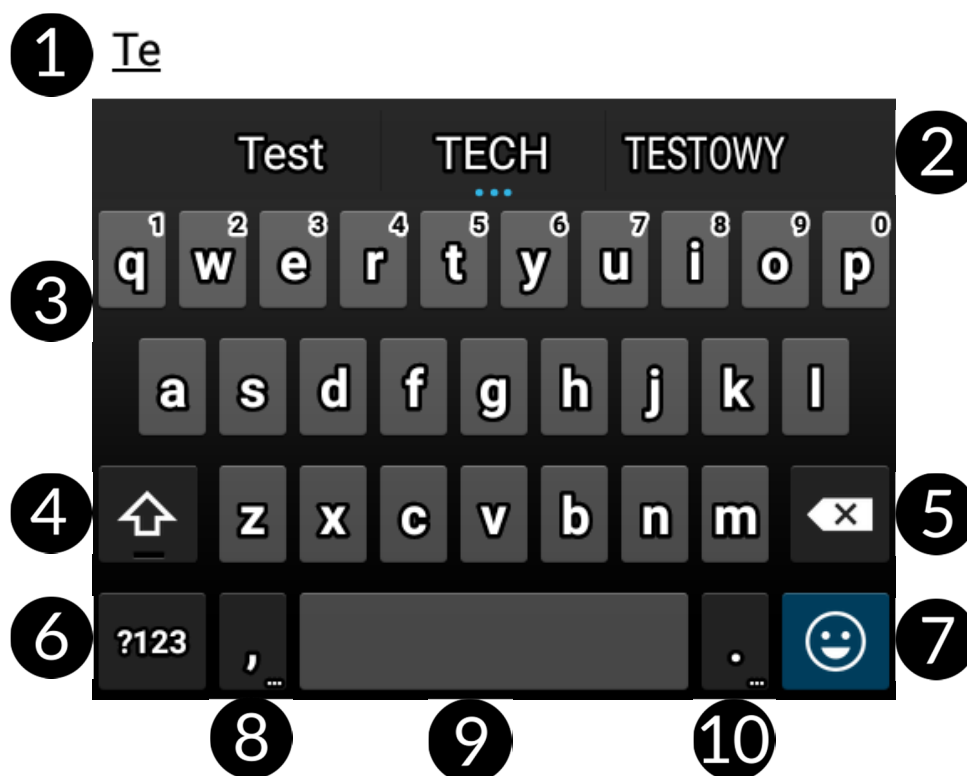 1 Te
Test TECH TESTOWY 2
1 2 3 4 5 6 7 8 9 0
3 q w e r t y u i o p
a s d f g h j k l
4 z x c v b n m 5
6 ?123 , . 7
8 9 10